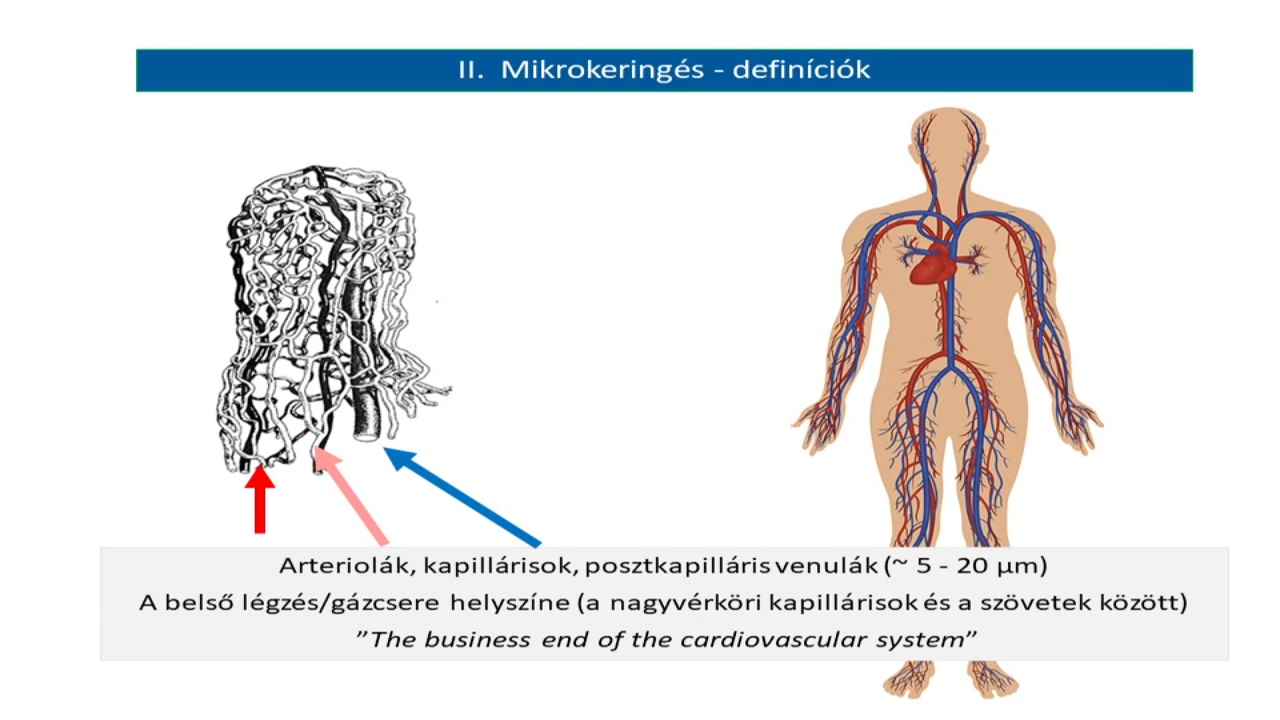 II. Mikrokeringés - definíciók
Arteriolák, kapillárisok, posztkapilláris venulák (~ 5 - 20 µm)
A belső légzés/gázcsere helyszíne (a nagyvérköri kapillárisok és a szövetek között)
”The business end of the cardiovascular system”